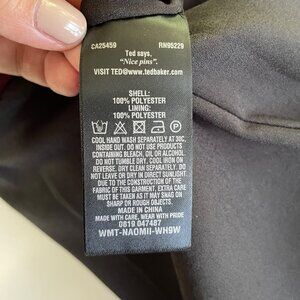 CA25459 RN95229
Ted says,
"Nice pins".
VISIT TED@www.tedbaker.com
SHELL:
100% POLYESTER
LINING:
100% POLYESTER
COOL HAND WASH SEPARATELY AT 30C,
INSIDE OUT. DO NOT USE PRODUCTS
CONTAINING BLEACH, OIL OR ALCOHOL.
DO NOT TUMBLE DRY. COOL IRON ON
REVERSE. DRY CLEAN SEPARATELY. DO
NOT LEAVE OR DRY IN DIRECT SUNLIGHT
DUE TO THE PARTICULAR
FABRIC OF THIS GARMENT. EXTRA CARE
MUST BE TAKEN AS IT MAY SNAG ON
SHARP OR ROUGH OBJECTS.
MADE IN CHINA
MADE WITH CARE, WEAR WITH PRIDE
0819 047487
WMT-NAOMII-WH9W